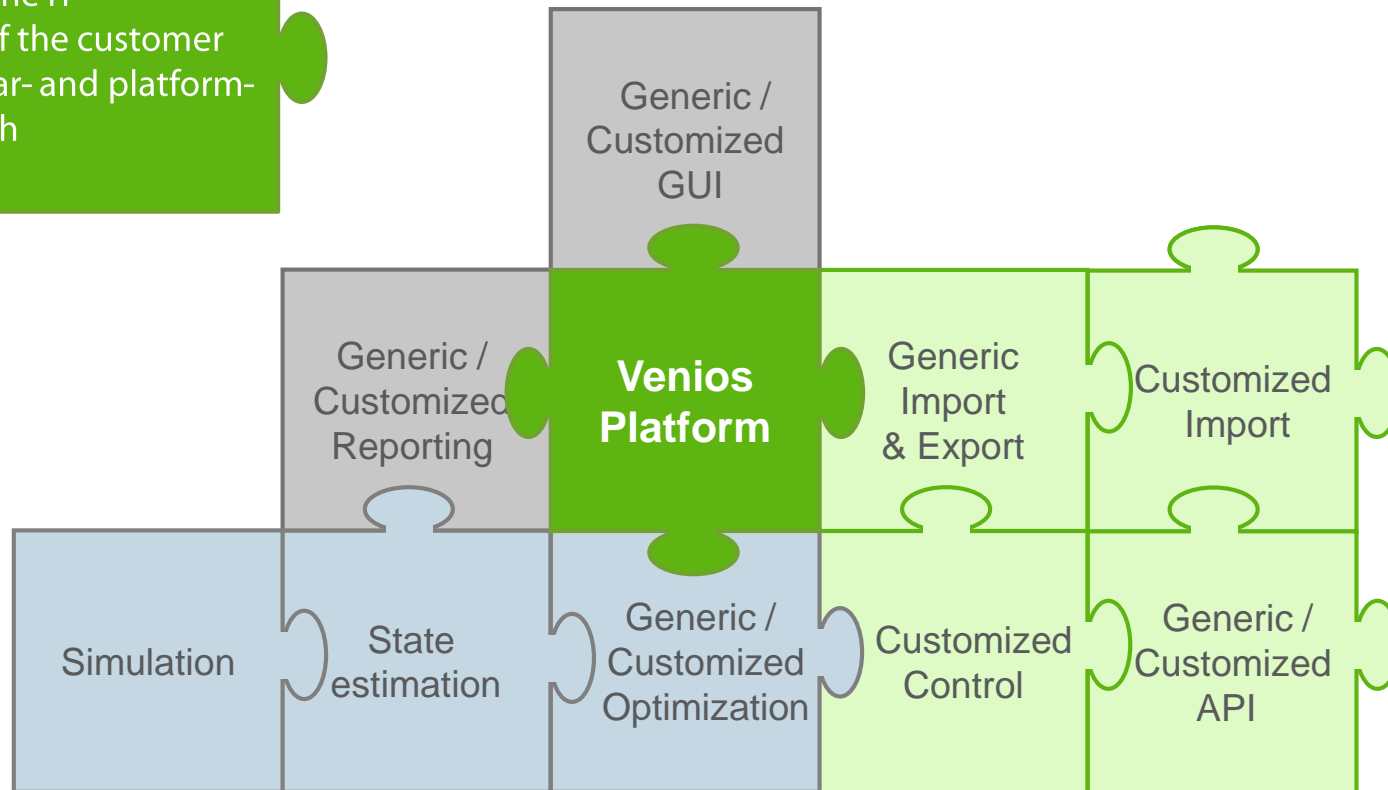 of the customer
and platform-
Generic /
Customized
GUI
Generic /
Customized
Reporting
Venios
Platform
Generic
Import
& Export
Customized
Import
Simulation
State
estimation
Generic /
Customized
Optimization
Customized
Control
Generic /
Customized
API